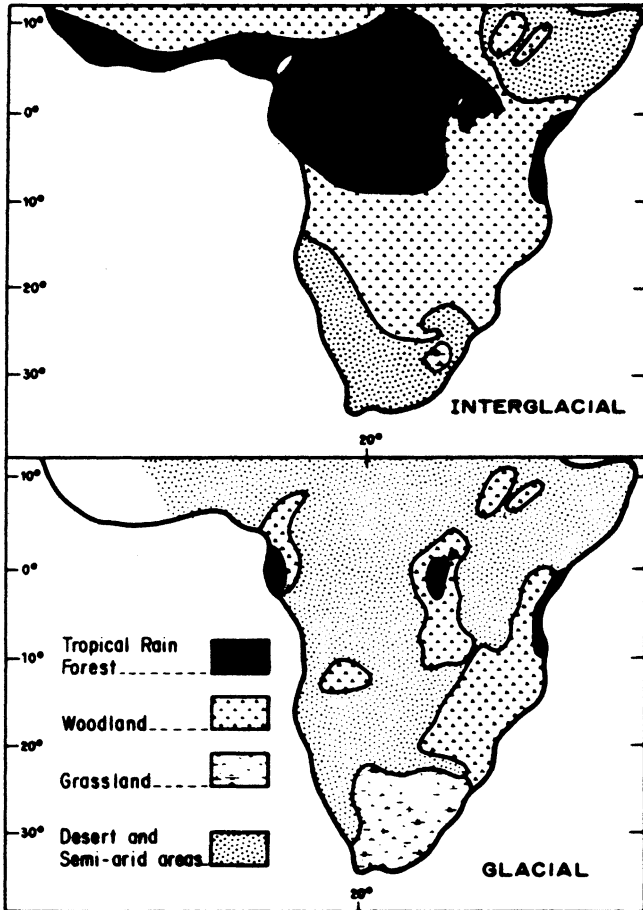 10°
0°
10°
20°
30°
INTERGLACIAL
20°
10°
0°
10°
20°
30°
Tropical Rain
Forest
Woodland
Grassland
Desert and
Semi-arid areas
GLACIAL
20°